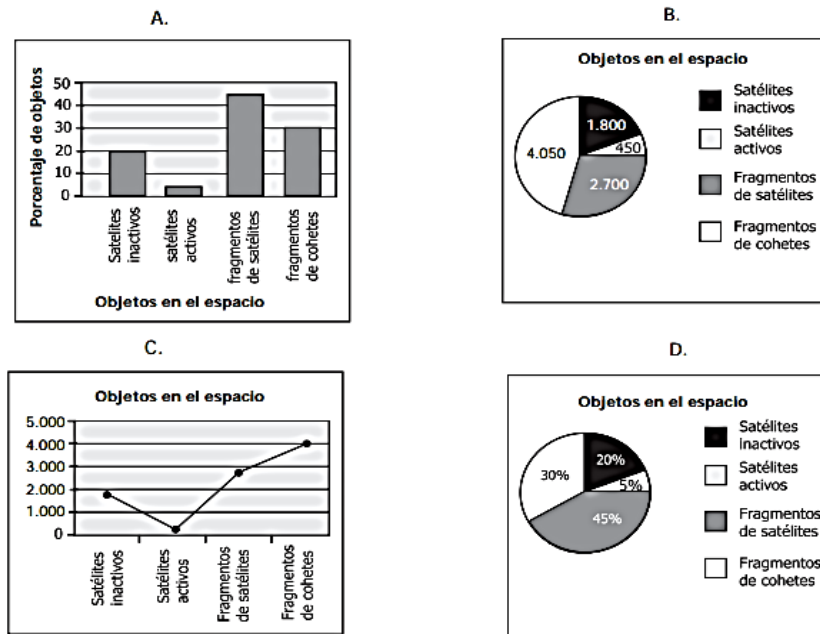 A.
Porcentaje de objetos
50
40
30
20
10
0
Satelites
inactivos
satélites
activos
fragmentos
de satélites
fragmentos
de cohetes
Objetos en el espacio
B.
Objetos en el espacio
1.800
450
2.700
4.050
Satélites
inactivos
Satélites
activos
Fragmentos
de satélites
Fragmentos
de cohetes
C.
Objetos en el espacio
5.000
4.000
3.000
2.000
1.000
0
Satélites
inactivos
Satélites
activos
Fragmentos
de satélites
Fragmentos
de cohetes
D.
Objetos en el espacio
20%
5%
45%
30%
Satélites
inactivos
Satélites
activos
Fragmentos
de satélites
Fragmentos
de cohetes